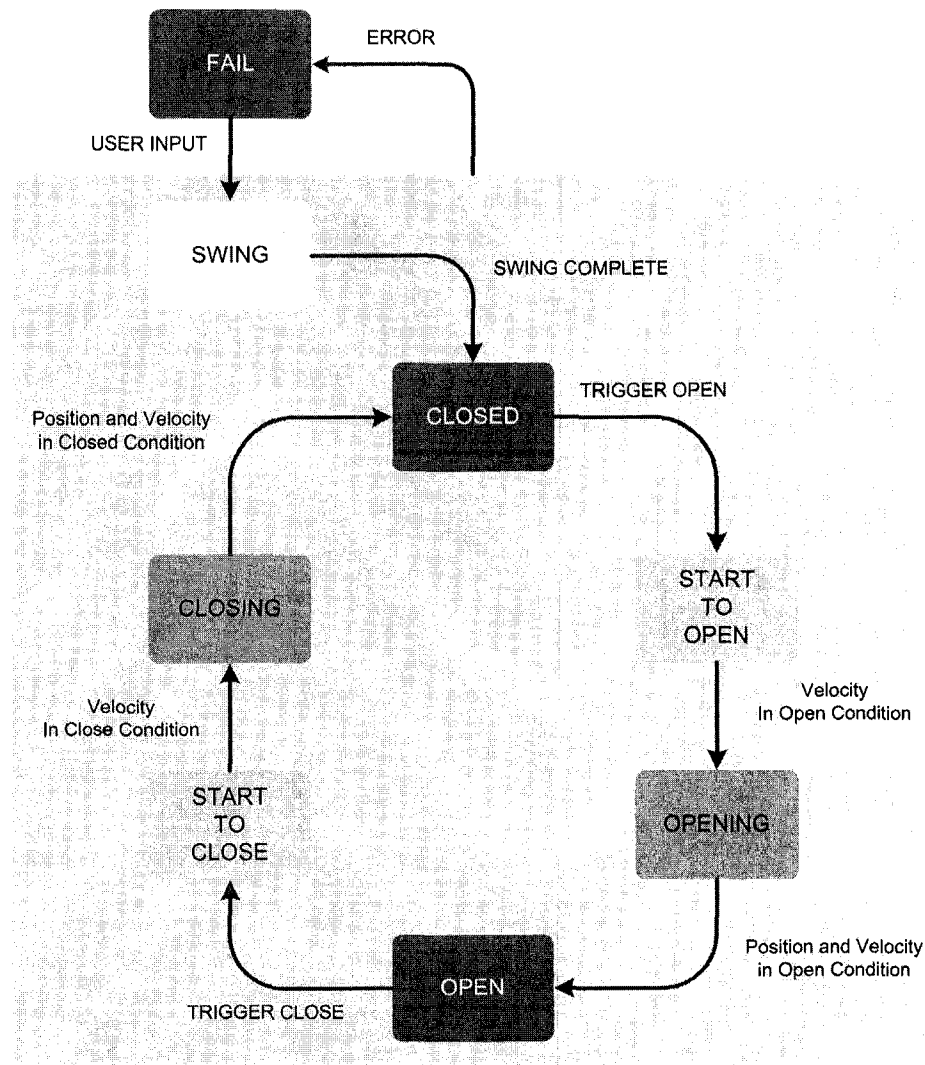 ERROR
FAIL
USER INPUT
SWING
SWING COMPLETE
CLOSED
TRIGGER OPEN
Position and Velocity
in Closed Condition
START
TO
OPEN
CLOSING
Velocity
In Open Condition
Velocity
In Close Condition
START
TO
CLOSE
OPENING
Position and Velocity
in Open Condition
OPEN
TRIGGER CLOSE